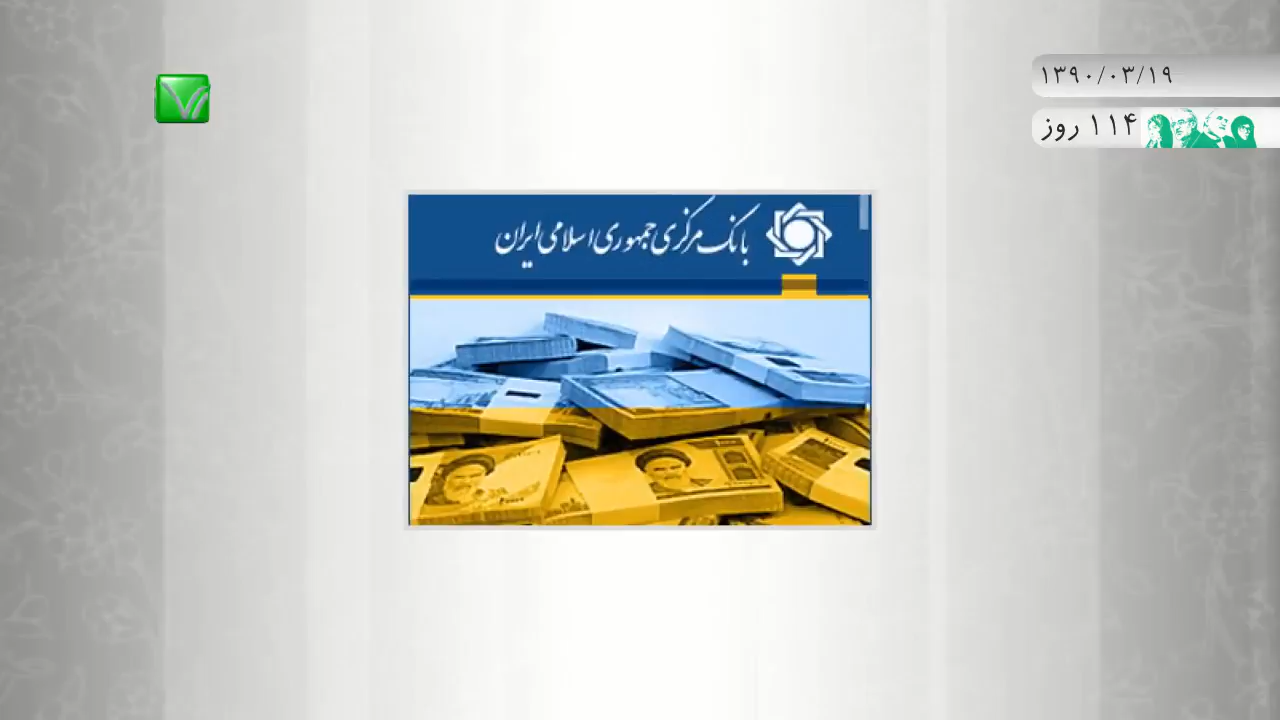 ۱۳۹۰/۰۳/۱۹
۱۱۴ روز
بانک مرکزی جمهوری اسلامی ایران